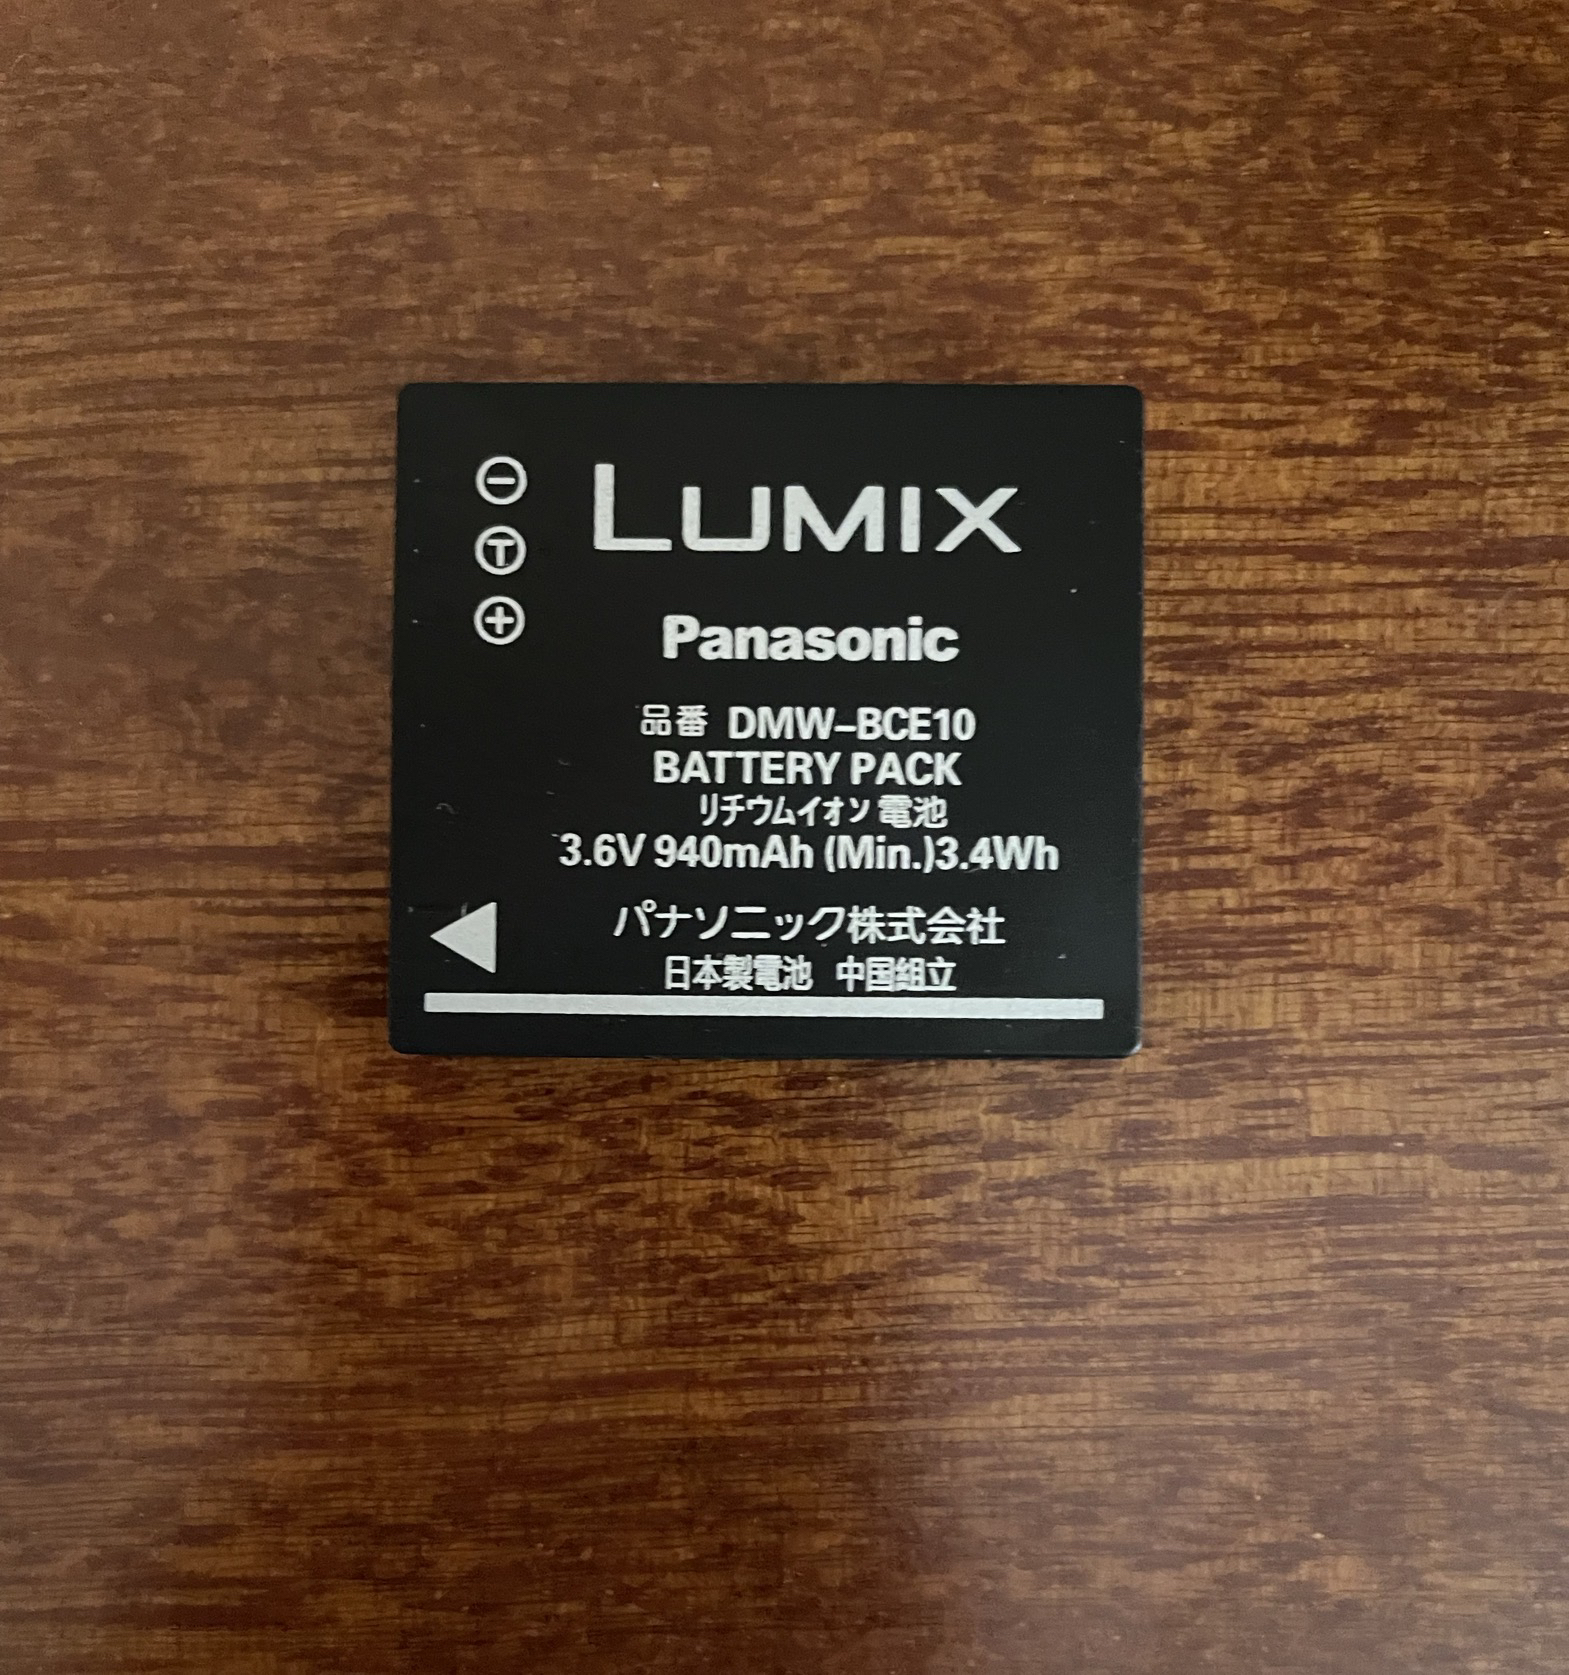 ⊖ LUMIX
Ⓣ
⊕
Panasonic
品番 DMW-BCE10
BATTERY PACK
リチウムイオン電池
3.6V 940mAh (Min.)3.4Wh
パナソニック株式会社
日本製電池 中国組立